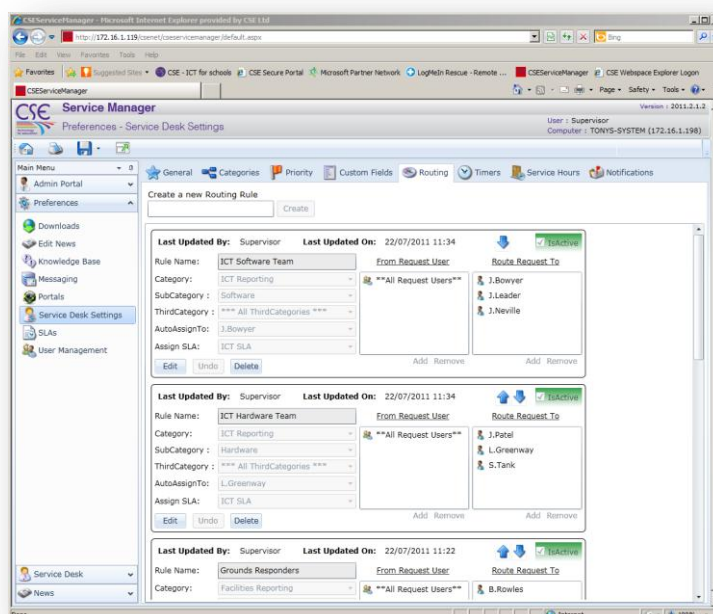 CSEServiceManager - Microsoft Internet Explorer provided by CSE Ltd
http://172.16.1.119/csenet/cseservicemanager/default.aspx
Bing
File Edit View Favorites Tools Help
Favorites Suggested Sites CSE - ICT for schools CSE Secure Portal Microsoft Partner Network LogMeIn Rescue - Remote ... CSEServiceManager CSE Webspace Explorer Logon
CSEServiceManager
Page Safety Tools
CSE Service Manager
Version : 2011.2.1.2
Preferences - Service Desk Settings
User : Supervisor
Computer : TONYS-SYSTEM (172.16.1.198)
Main Menu
Admin Portal
Preferences
Downloads
Edit News
Knowledge Base
Messaging
Portals
Service Desk Settings
SLAs
User Management
Service Desk
News
General Categories Priority Custom Fields Routing Timers Service Hours Notifications
Create a new Routing Rule
Create
Last Updated By: Supervisor Last Updated On: 22/07/2011 11:34 IsActive
Rule Name: ICT Software Team From Request User Route Request To
Category: ICT Reporting **All Request Users** J.Bowyer
SubCategory : Software J.Leader
ThirdCategory : *** All ThirdCategories *** J.Neville
AutoAssignTo: J.Bowyer
Assign SLA: ICT SLA
Add Remove Add Remove
Edit Undo Delete
Last Updated By: Supervisor Last Updated On: 22/07/2011 11:34 IsActive
Rule Name: ICT Hardware Team From Request User Route Request To
Category: ICT Reporting **All Request Users** J.Patel
SubCategory : Hardware L.Greenway
ThirdCategory : *** All ThirdCategories *** S.Tank
AutoAssignTo: L.Greenway
Assign SLA: ICT SLA
Add Remove Add Remove
Edit Undo Delete
Last Updated By: Supervisor Last Updated On: 22/07/2011 11:22 IsActive
Rule Name: Grounds Responders From Request User Route Request To
Category: Facilities Reporting **All Request Users** B.Rowles